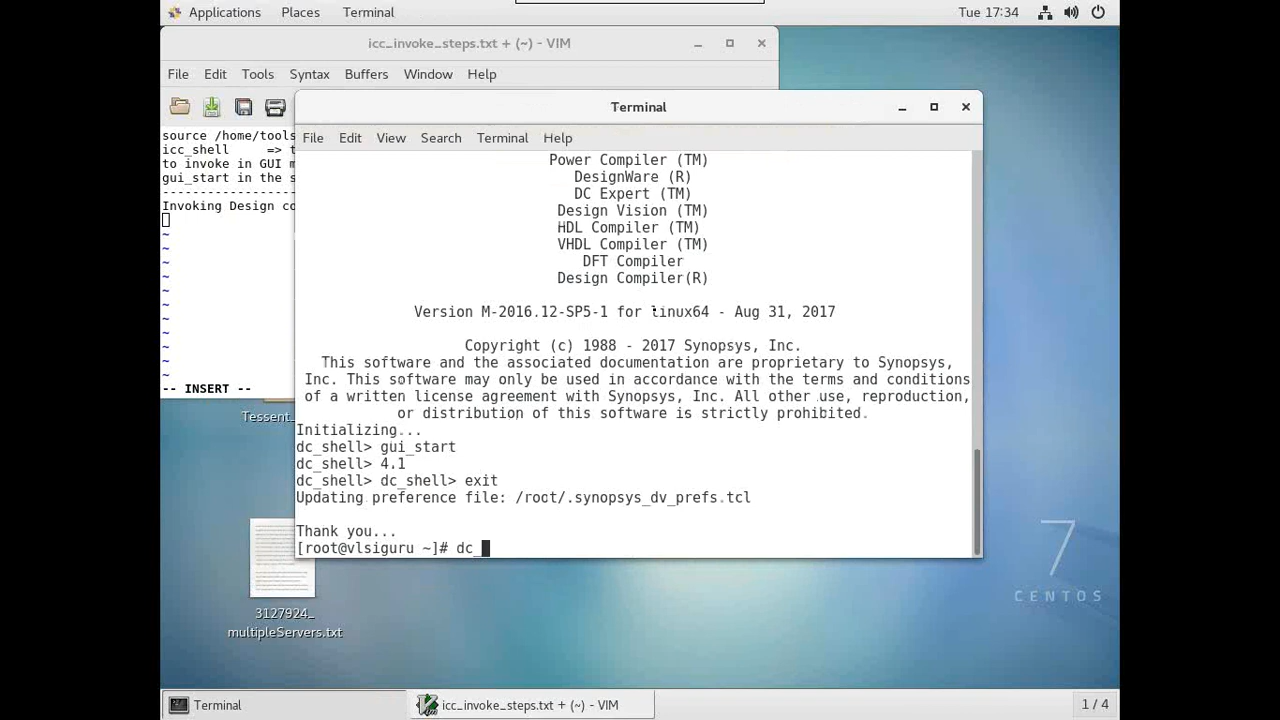 Applications Places Terminal Tue 17:34
icc_invoke_steps.txt + (~) - VIM
File Edit Tools Syntax Buffers Window Help
source /home/tools
icc_shell => t
to invoke in GUI m
gui_start in the s
------------------
Invoking Design co
~
~
~
~
~
~
~
~
~
~
~
-- INSERT --
Terminal
File Edit View Search Terminal Help
Power Compiler (TM)
DesignWare (R)
DC Expert (TM)
Design Vision (TM)
HDL Compiler (TM)
VHDL Compiler (TM)
DFT Compiler
Design Compiler(R)
Version M-2016.12-SP5-1 for linux64 - Aug 31, 2017
Copyright (c) 1988 - 2017 Synopsys, Inc.
This software and the associated documentation are proprietary to Synopsys,
Inc. This software may only be used in accordance with the terms and conditions
of a written license agreement with Synopsys, Inc. All other use, reproduction,
or distribution of this software is strictly prohibited.
Initializing...
dc_shell> gui_start
dc_shell> 4.1
dc_shell> dc_shell> exit
Updating preference file: /root/.synopsys_dv_prefs.tcl
Thank you...
[root@vlsiguru ~]# dc_
Tessent_
3127924_
multipleServers.txt
7
CENTOS
Terminal
icc_invoke_steps.txt + (~) - VIM
1 / 4